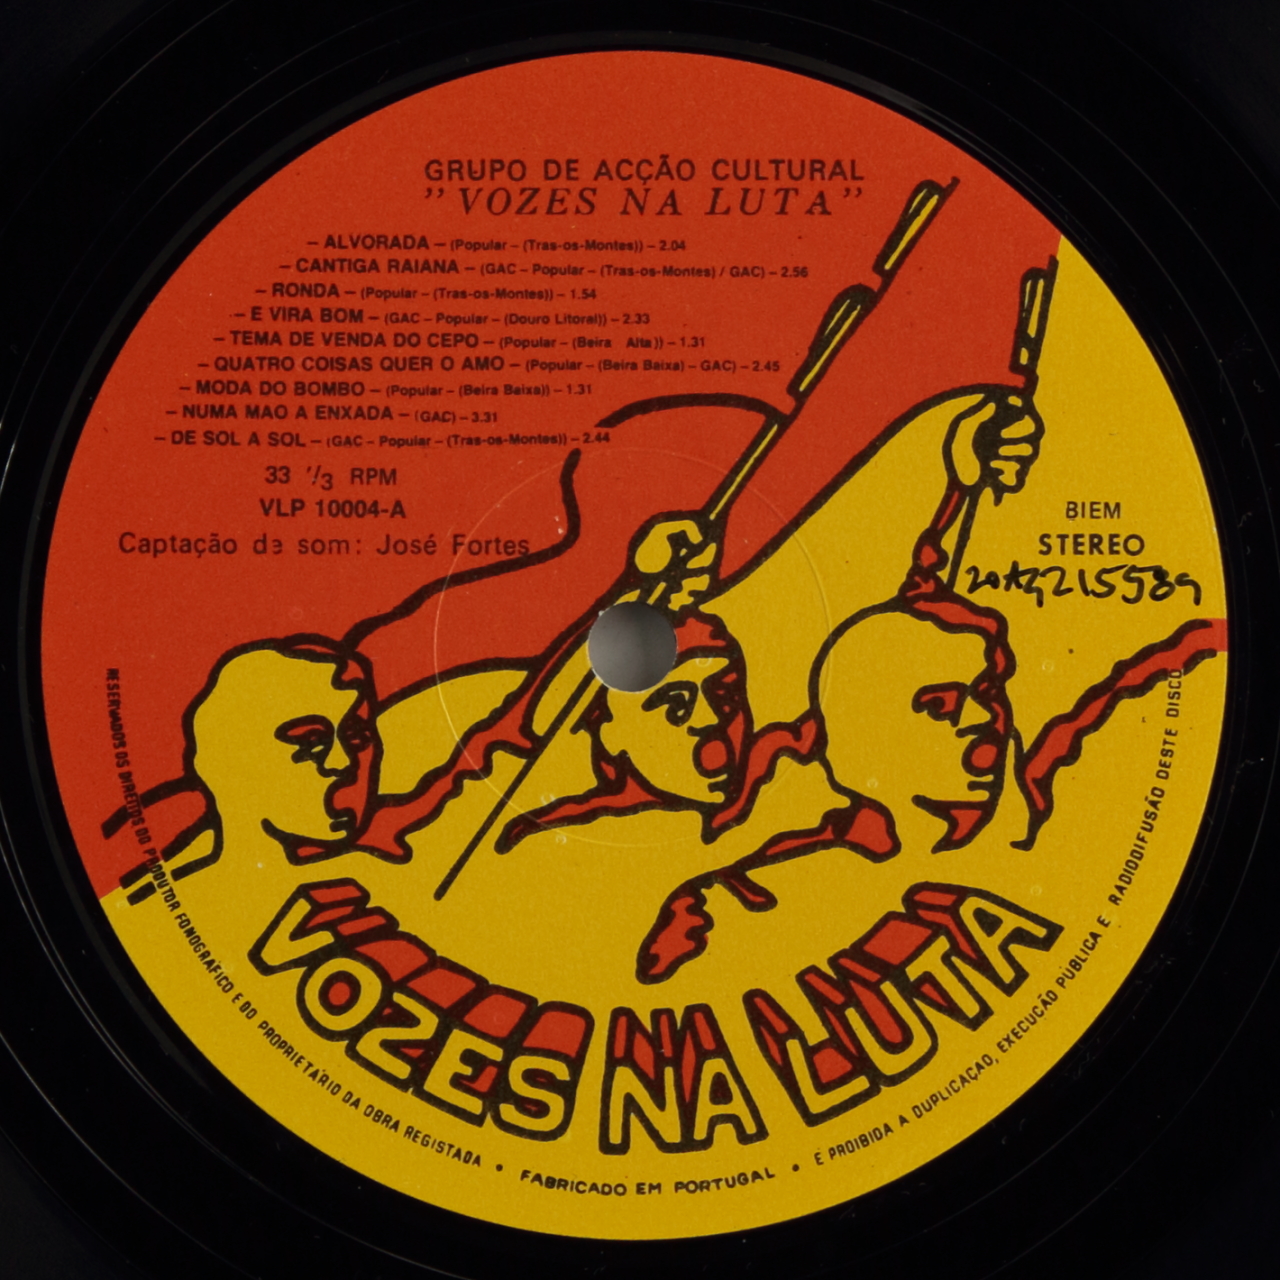 GRUPO DE ACÇÃO CULTURAL
"VOZES NA LUTA"
– ALVORADA – (Popular – (Tras-os-Montes)) – 2.04
– CANTIGA RAIANA – (GAC – Popular – (Tras-os-Montes) / GAC) – 2.56
– RONDA – (Popular – (Tras-os-Montes)) – 1.54
– E VIRA BOM – (GAC – Popular – (Douro Litoral)) – 2.33
– TEMA DE VENDA DO CEPO – (Popular – (Beira Alta)) – 1.31
– QUATRO COISAS QUER O AMO – (Popular – (Beira Baixa) – GAC) – 2.45
– MODA DO BOMBO – (Popular – (Beira Baixa)) – 1.31
– NUMA MAO A ENXADA – (GAC) – 3.31
– DE SOL A SOL – (GAC – Popular – (Tras-os-Montes)) – 2.44
33 1/3 RPM
VLP 10004-A
Captação de som: José Fortes
BIEM
STEREO
VOZES NA LUTA
RESERVADOS OS DIREITOS DO PRODUTOR FONOGRÁFICO E DO PROPRIETÁRIO DA OBRA REGISTADA • FABRICADO EM PORTUGAL • É PROIBIDA A DUPLICAÇAO, EXECUÇÃO PÚBLICA E RADIODIFUSÃO DESTE DISCO